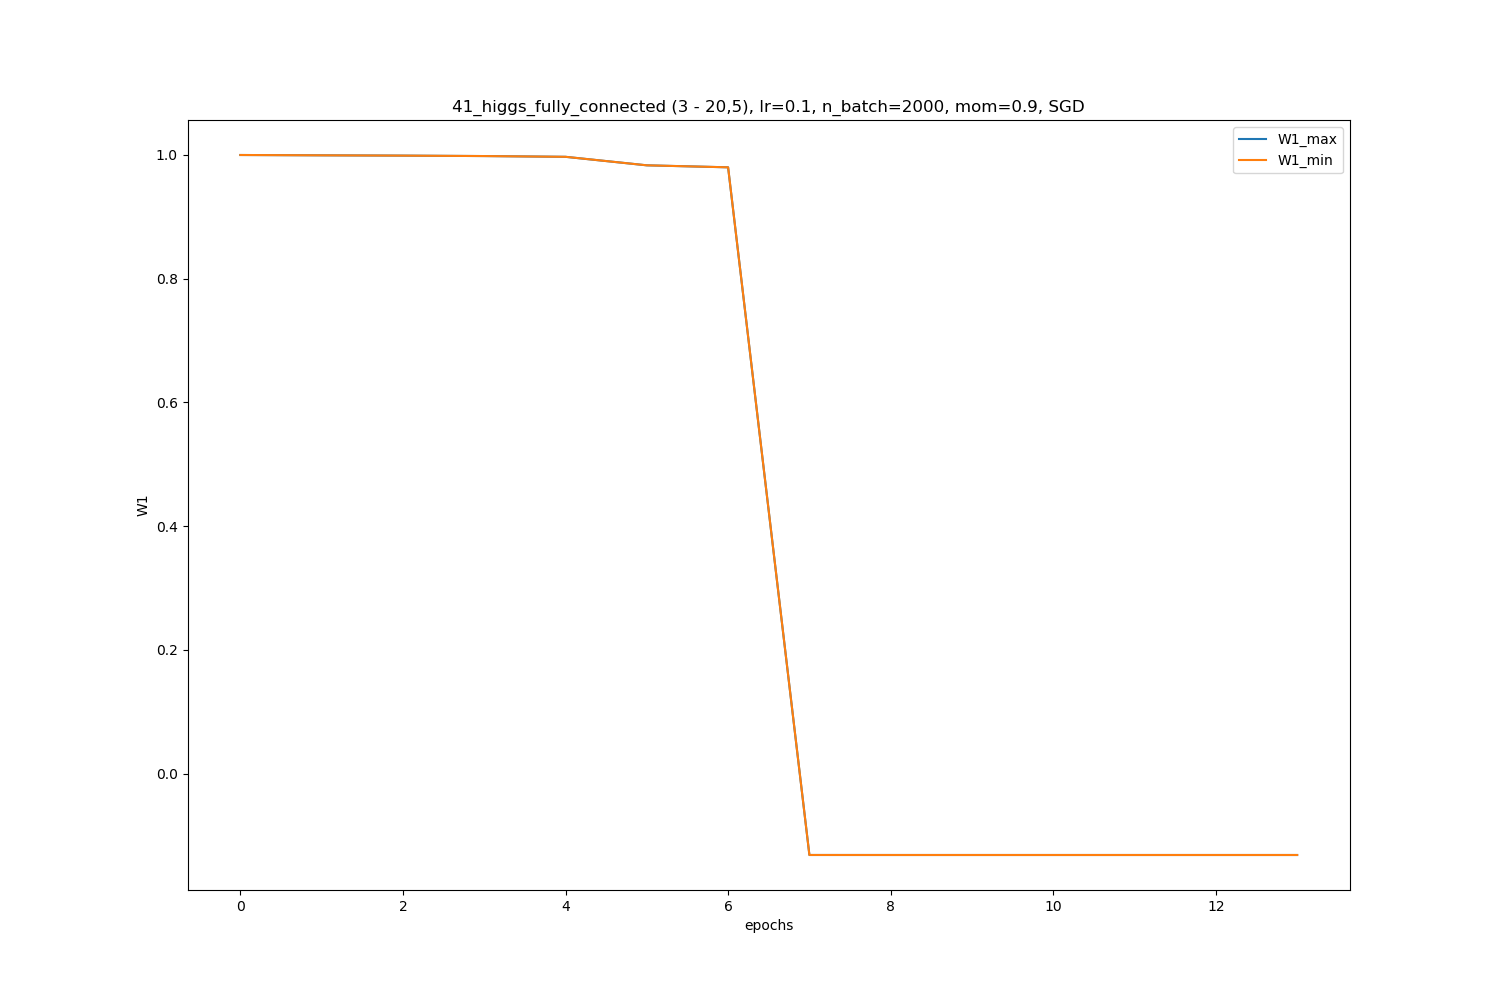 41_higgs_fully_connected (3 - 20,5), lr=0.1, n_batch=2000, mom=0.9, SGD
W1_max
W1_min
1.0
0.8
0.6
0.4
0.2
0.0
W1
0 2 4 6 8 10 12
epochs